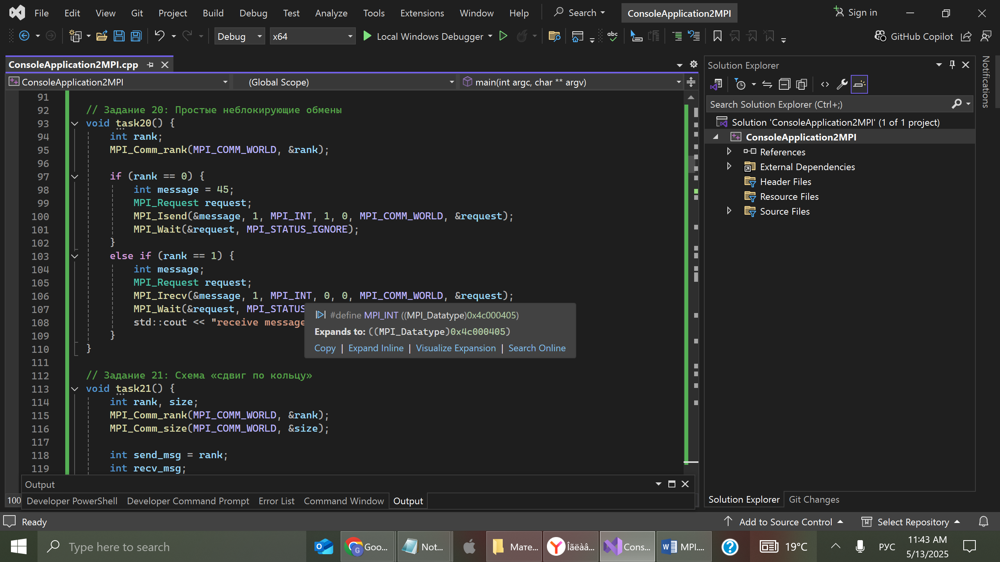 File Edit View Git Project Build Debug Test Analyze Tools Extensions Window Help Search ConsoleApplication2MPI Sign in
Debug x64 Local Windows Debugger abc GitHub Copilot
ConsoleApplication2MPI.cpp
ConsoleApplication2MPI (Global Scope) main(int argc, char ** argv)
91
92 // Задание 20: Простые неблокирующие обмены
93 void task20() {
94 int rank;
95 MPI_Comm_rank(MPI_COMM_WORLD, &rank);
96
97 if (rank == 0) {
98 int message = 45;
99 MPI_Request request;
100 MPI_Isend(&message, 1, MPI_INT, 1, 0, MPI_COMM_WORLD, &request);
101 MPI_Wait(&request, MPI_STATUS_IGNORE);
102 }
103 else if (rank == 1) {
104 int message;
105 MPI_Request request;
106 MPI_Irecv(&message, 1, MPI_INT, 0, 0, MPI_COMM_WORLD, &request);
107 MPI_Wait(&request, MPI_STATUS
108 std::cout << "receive message
109 }
110 }
111
112 // Задание 21: Схема «сдвиг по кольцу»
113 void task21() {
114 int rank, size;
115 MPI_Comm_rank(MPI_COMM_WORLD, &rank);
116 MPI_Comm_size(MPI_COMM_WORLD, &size);
117
118 int send_msg = rank;
119 int recv_msg;
#define MPI_INT ((MPI_Datatype)0x4c000405)
Expands to: ((MPI_Datatype)0x4c000405)
Copy | Expand Inline | Visualize Expansion | Search Online
Output
100 Developer PowerShell Developer Command Prompt Error List Command Window Output
Solution Explorer
Search Solution Explorer (Ctrl+;)
Solution 'ConsoleApplication2MPI' (1 of 1 project)
ConsoleApplication2MPI
References
External Dependencies
Header Files
Resource Files
Source Files
Solution Explorer Git Changes
Notifications
Ready Add to Source Control Select Repository
Type here to search Goo... Not... Мате... Îãëàâ... Cons... MPI.... 19°C РУС 11:43 AM
5/13/2025